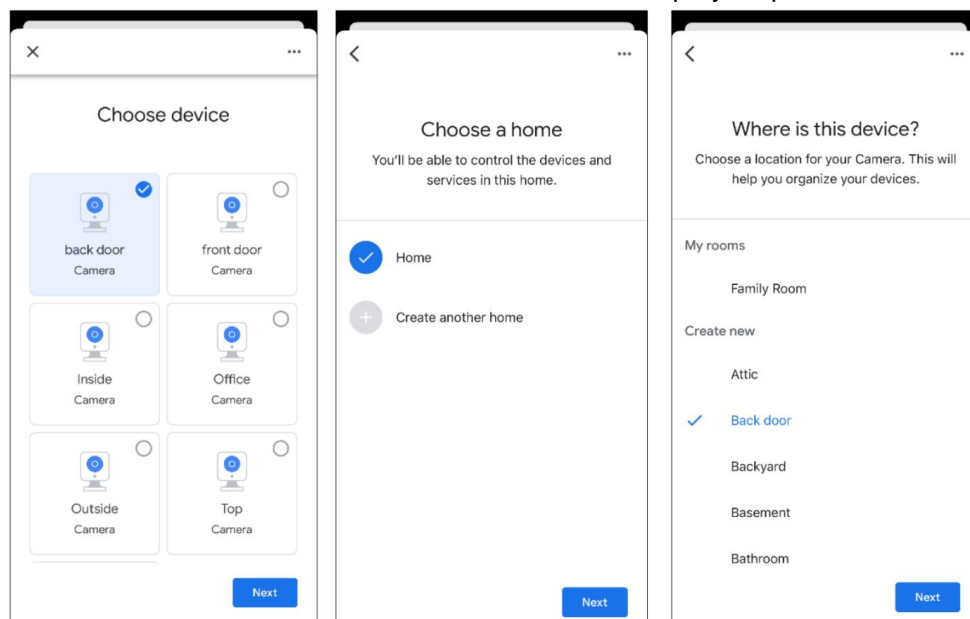 Choose device
back door
Camera
front door
Camera
Inside
Camera
Office
Camera
Outside
Camera
Top
Camera
Next
Choose a home
You'll be able to control the devices and
services in this home.
Home
Create another home
Next
Where is this device?
Choose a location for your Camera. This will
help you organize your devices.
My rooms
Family Room
Create new
Attic
Back door
Backyard
Basement
Bathroom
Next